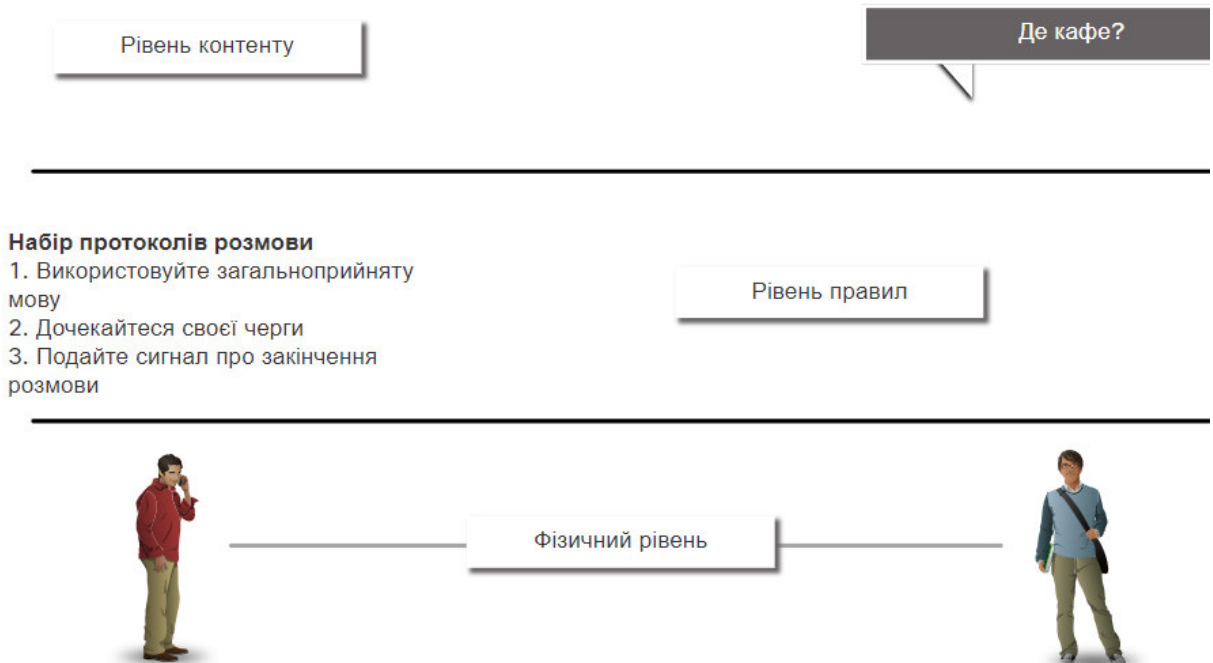 Рівень контенту
Де кафе?
Набір протоколів розмови
1. Використовуйте загальноприйняту
мову
2. Дочекайтеся своєї черги
3. Подайте сигнал про закінчення
розмови
Рівень правил
Фізичний рівень